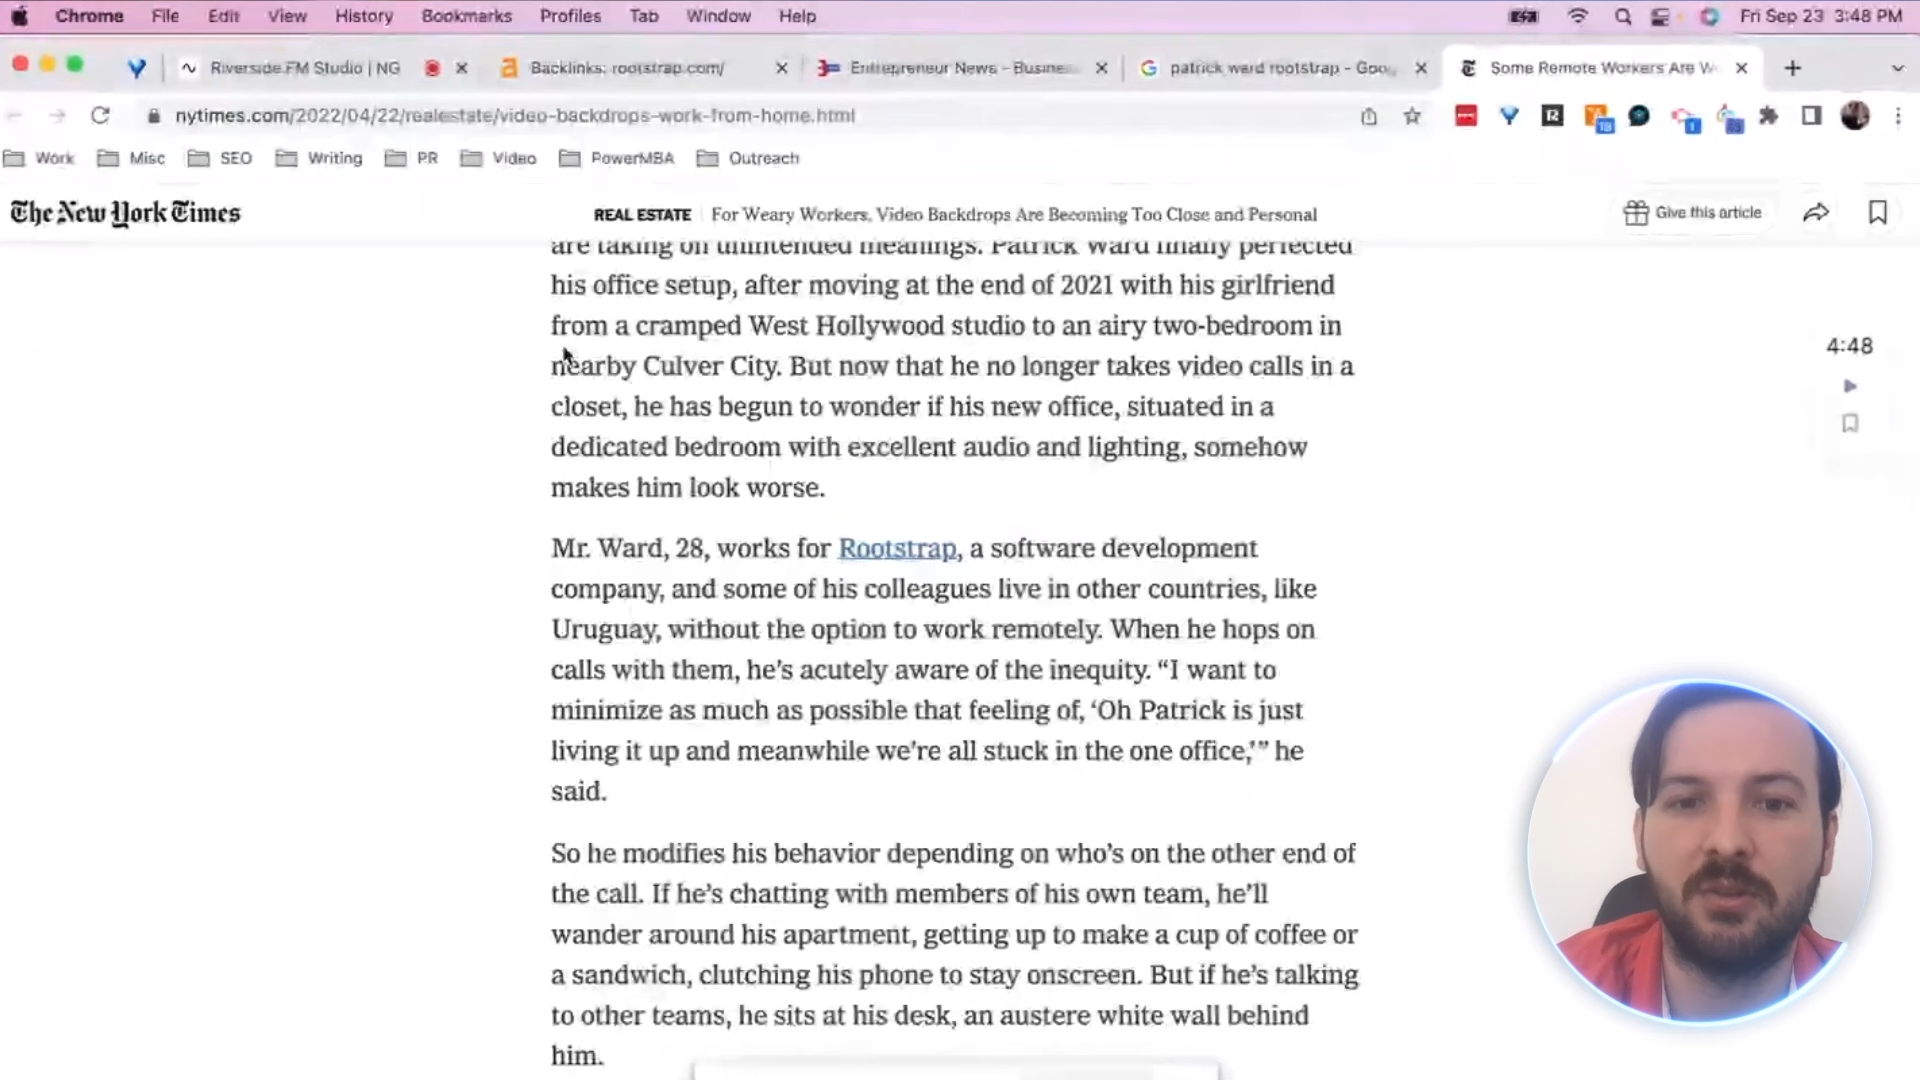 Chrome File Edit View History Bookmarks Profiles Tab Window Help Fri Sep 23 3:48 PM
Riverside.FM Studio | NG Backlinks: rootstrap.com/ Entrepreneur News - Busine patrick ward rootstrap - Goo Some Remote Workers Are W
nytimes.com/2022/04/22/realestate/video-backdrops-work-from-home.html
Work Misc SEO Writing PR Video PowerMBA Outreach
The New York Times REAL ESTATE For Weary Workers, Video Backdrops Are Becoming Too Close and Personal Give this article
are taking on unintended meanings. Patrick Ward finally perfected
his office setup, after moving at the end of 2021 with his girlfriend
from a cramped West Hollywood studio to an airy two-bedroom in
nearby Culver City. But now that he no longer takes video calls in a
closet, he has begun to wonder if his new office, situated in a
dedicated bedroom with excellent audio and lighting, somehow
makes him look worse.
4:48
Mr. Ward, 28, works for Rootstrap, a software development
company, and some of his colleagues live in other countries, like
Uruguay, without the option to work remotely. When he hops on
calls with them, he's acutely aware of the inequity. “I want to
minimize as much as possible that feeling of, ‘Oh Patrick is just
living it up and meanwhile we're all stuck in the one office,’” he
said.
So he modifies his behavior depending on who's on the other end of
the call. If he's chatting with members of his own team, he'll
wander around his apartment, getting up to make a cup of coffee or
a sandwich, clutching his phone to stay onscreen. But if he's talking
to other teams, he sits at his desk, an austere white wall behind
him.